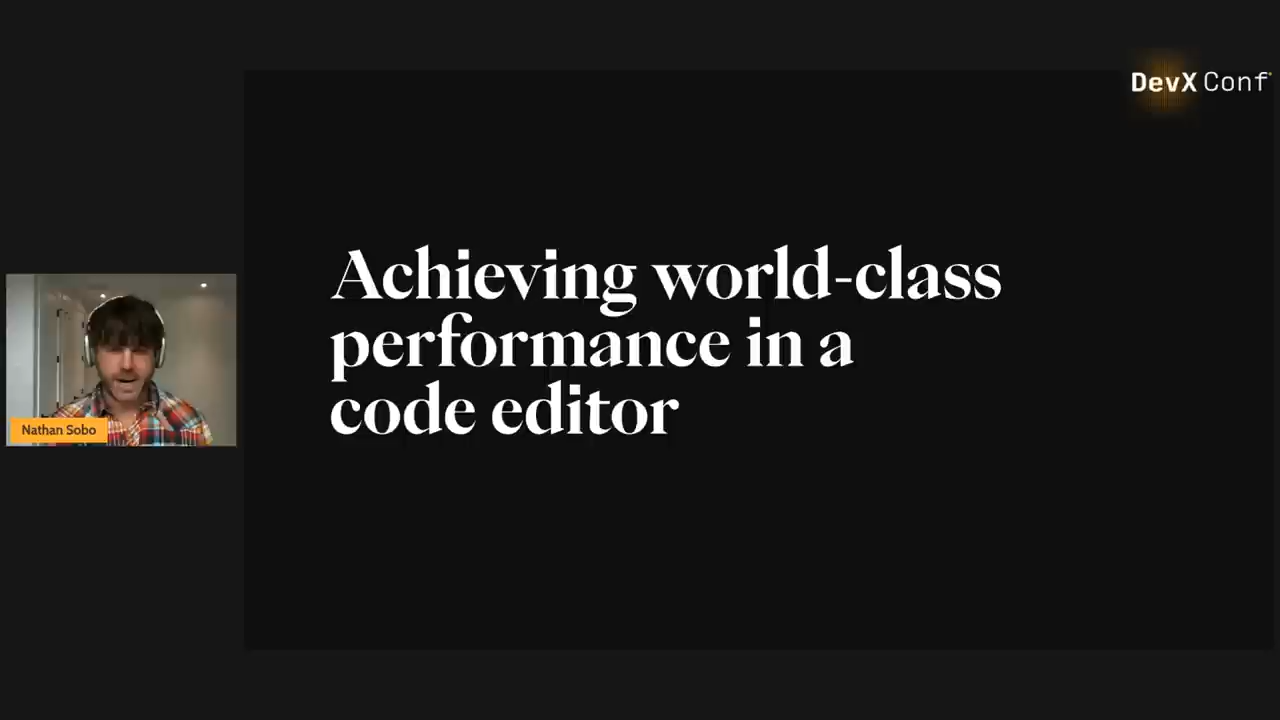 DevX Conf
Achieving world-class
performance in a
code editor
Nathan Sobo